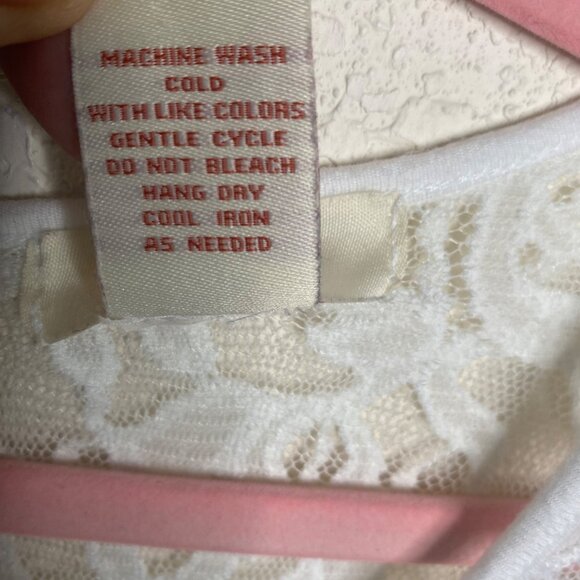 MACHINE WASH
COLD
WITH LIKE COLORS
GENTLE CYCLE
DO NOT BLEACH
HANG DRY
COOL IRON
AS NEEDED